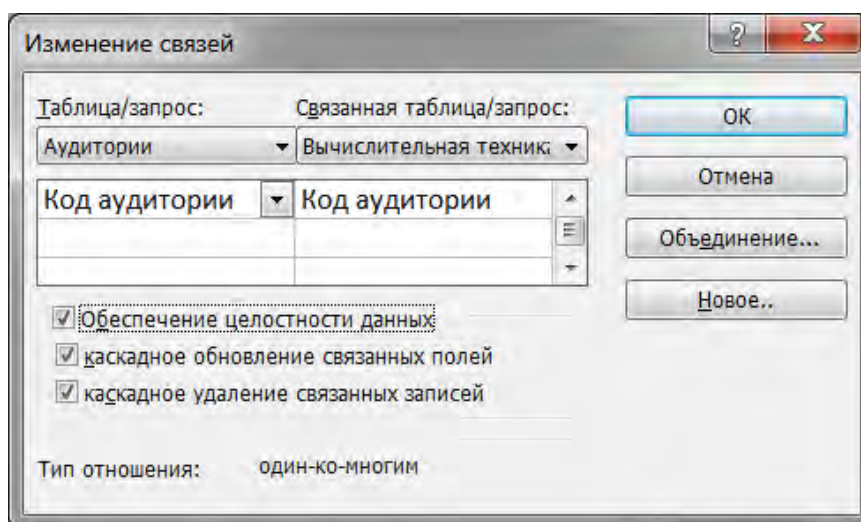 Изменение связей
?
X
Таблица/запрос:
Связанная таблица/запрос:
Аудитории
Вычислительная техника
Код аудитории
Код аудитории
ОК
Отмена
Объединение...
Новое..
Обеспечение целостности данных
каскадное обновление связанных полей
каскадное удаление связанных записей
Тип отношения:
один-ко-многим